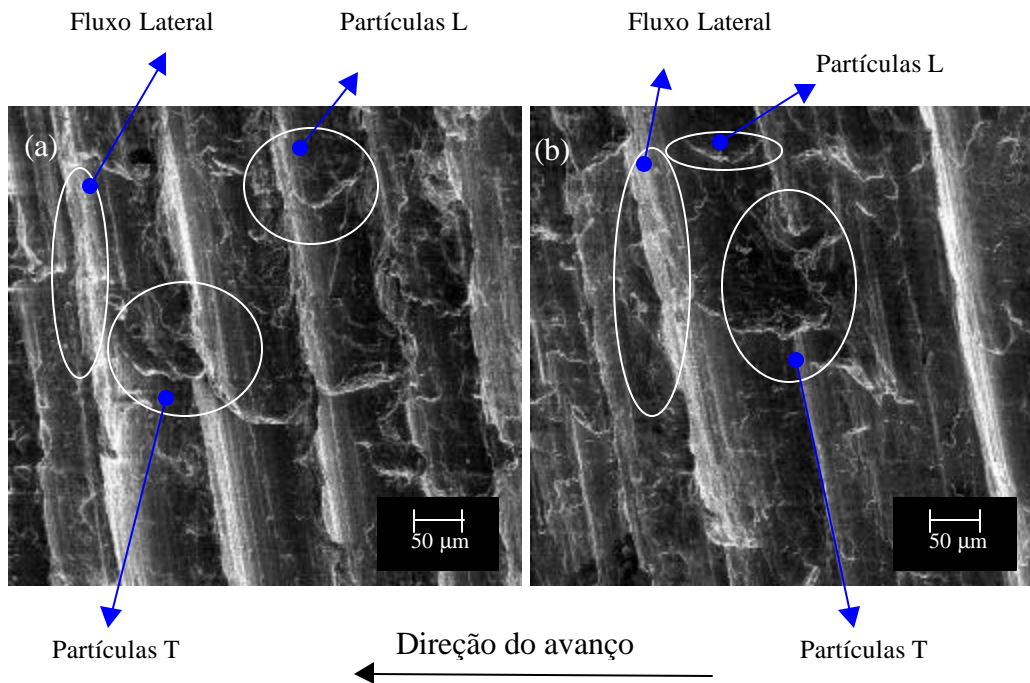 Fluxo Lateral
Partículas L
Fluxo Lateral
Partículas L
(a)
(b)
50 µm
50 µm
Partículas T
Direção do avanço
Partículas T